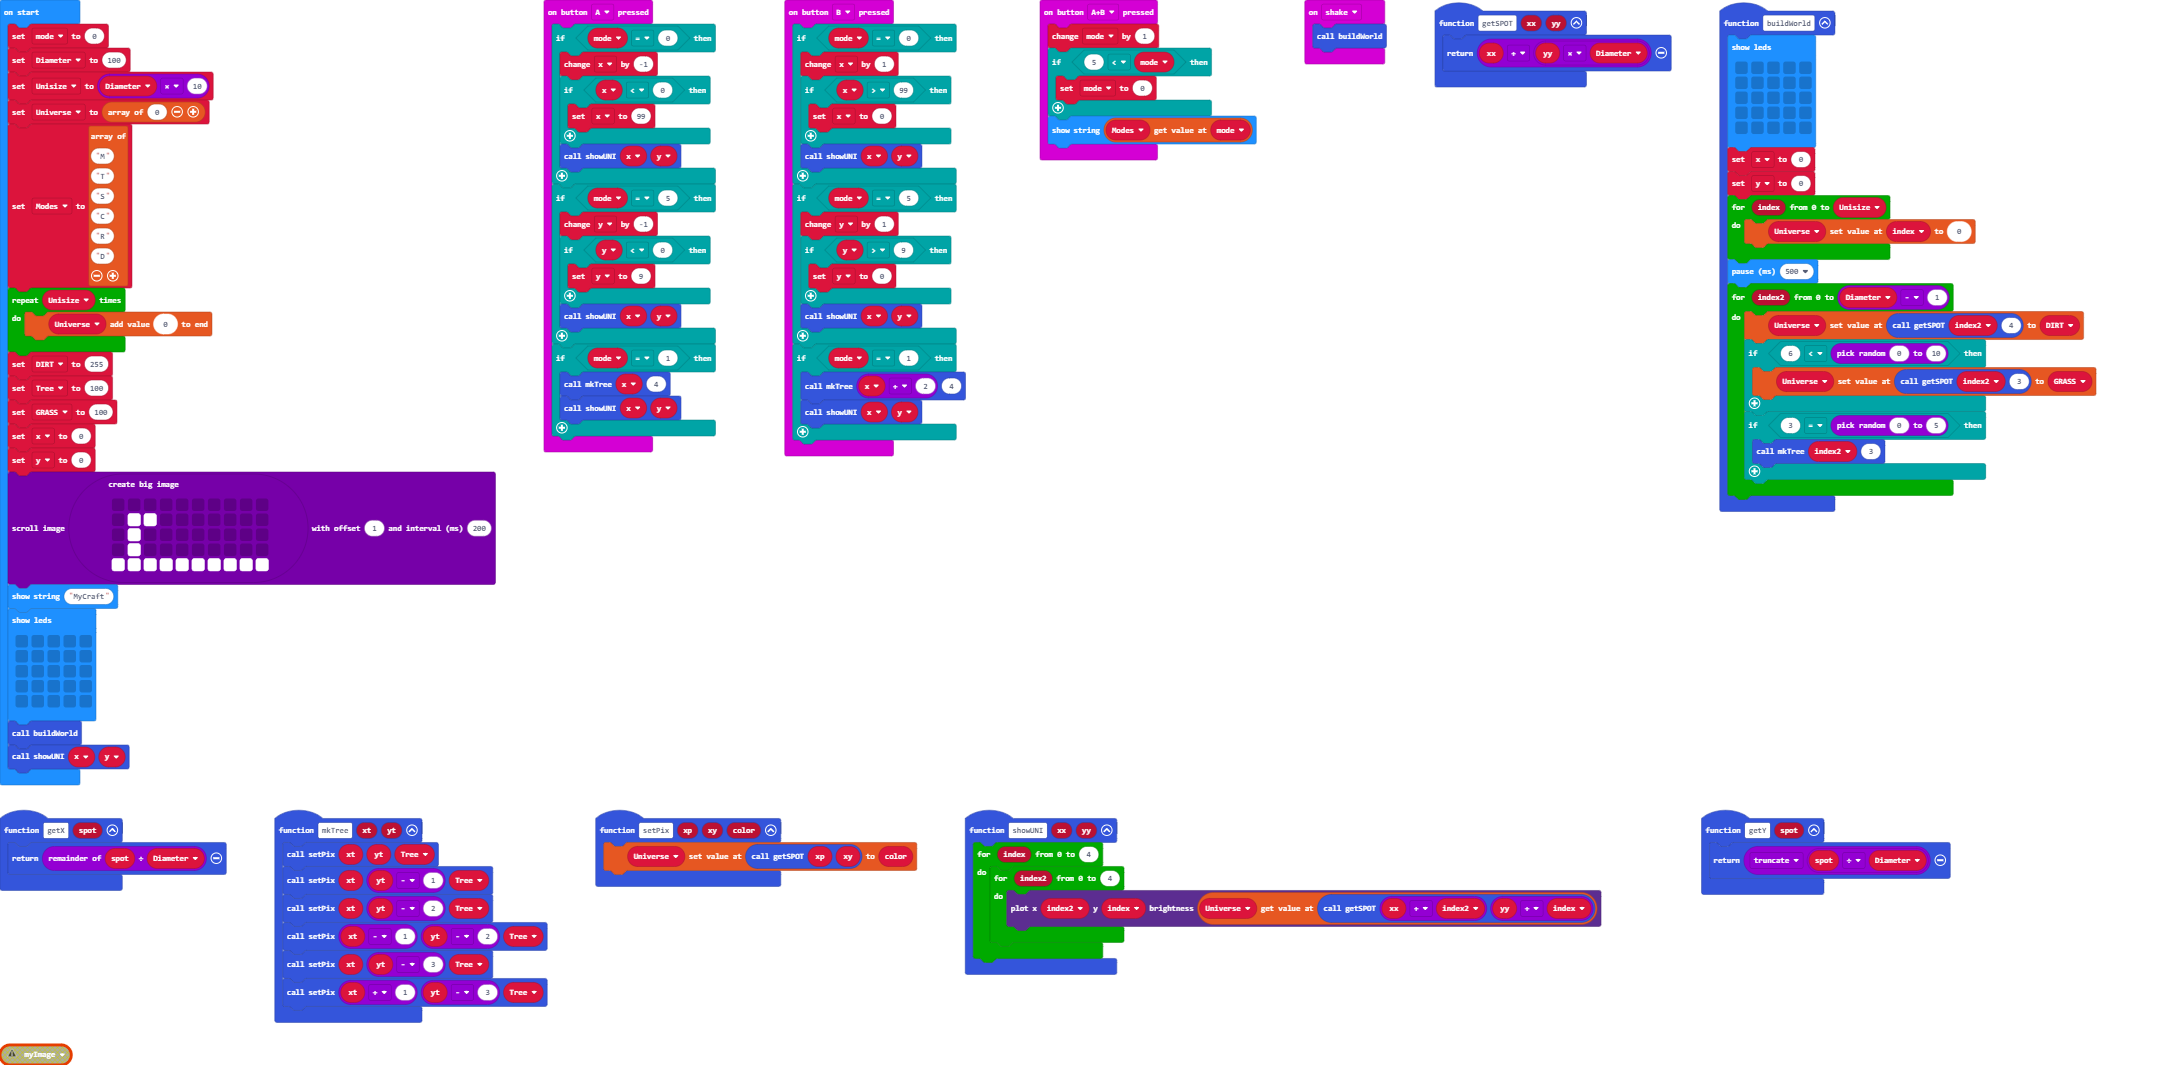 on start
set mode to 0
set Diameter to 100
set Unisize to Diameter × 10
set Universe to array of 0
set Modes to array of
"M"
"T"
"S"
"C"
"R"
"D"
repeat Unisize times
do Universe add value 0 to end
set DIRT to 255
set Tree to 100
set GRASS to 100
set x to 0
set y to 0
create big image
scroll image with offset 1 and interval (ms) 200
show string "MyCraft"
show leds
call buildWorld
call showUNI x y
on button A pressed
if mode = 0 then
change x by -1
if x < 0 then
set x to 99
call showUNI x y
if mode = 5 then
change y by -1
if y < 0 then
set y to 9
call showUNI x y
if mode = 1 then
call mkTree x 4
call showUNI x y
on button B pressed
if mode = 0 then
change x by 1
if x > 99 then
set x to 0
call showUNI x y
if mode = 5 then
change y by 1
if y > 9 then
set y to 0
call showUNI x y
if mode = 1 then
call mkTree x + 2 4
call showUNI x y
on button A+B pressed
change mode by 1
if 5 < mode then
set mode to 0
show string Modes get value at mode
on shake
call buildWorld
function getSPOT xx yy
return xx + yy × Diameter
function buildWorld
show leds
set x to 0
set y to 0
for index from 0 to Unisize
do Universe set value at index to 0
pause (ms) 500
for index2 from 0 to Diameter - 1
do Universe set value at call getSPOT index2 4 to DIRT
if 6 < pick random 0 to 10 then
Universe set value at call getSPOT index2 3 to GRASS
if 3 = pick random 0 to 5 then
call mkTree index2 3
function getX spot
return remainder of spot ÷ Diameter
function mkTree xt yt
call setPix xt yt Tree
call setPix xt yt - 1 Tree
call setPix xt yt - 2 Tree
call setPix xt - 1 yt - 2 Tree
call setPix xt yt - 3 Tree
call setPix xt + 1 yt - 3 Tree
function setPix xp xy color
Universe set value at call getSPOT xp xy to color
function showUNI xx yy
for index from 0 to 4
do for index2 from 0 to 4
do plot x index2 y index brightness Universe get value at call getSPOT xx + index2 yy + index
function getY spot
return truncate spot ÷ Diameter
myImage